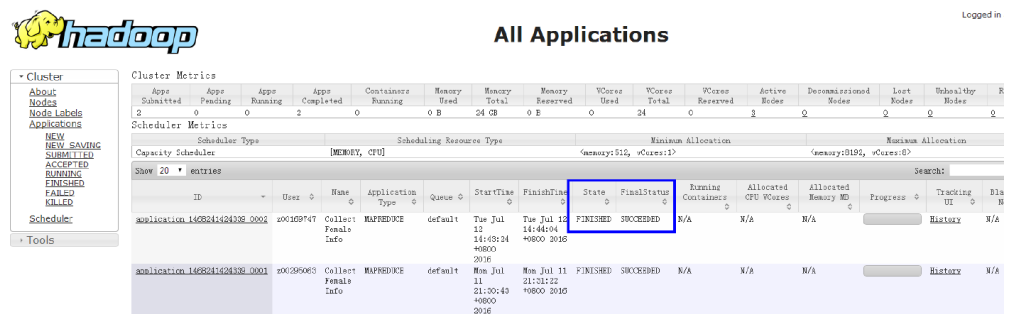 hadoop
All Applications
Logged in
Cluster
About
Nodes
Node Labels
Applications
NEW
NEW_SAVING
SUBMITTED
ACCEPTED
RUNNING
FINISHED
FAILED
KILLED
Scheduler
Tools
Cluster Metrics
Apps Submitted Apps Pending Apps Running Apps Completed Containers Running Memory Used Memory Total Memory Reserved VCores Used VCores Total VCores Reserved Active Nodes Decommissioned Nodes Lost Nodes Unhealthy Nodes R
2 0 0 2 0 0 B 24 GB 0 B 0 24 0 3 0 0 0 0
Scheduler Metrics
Scheduler Type Scheduling Resource Type Minimum Allocation Maximum Allocation
Capacity Scheduler [MEMORY, CPU] <memory:512, vCores:1> <memory:8192, vCores:8>
Show 20 entries Search:
ID User Name Application Type Queue StartTime FinishTime State FinalStatus Running Containers Allocated CPU VCores Allocated Memory MB Progress Tracking UI Bla
application_1468241424339_0002 z00169747 Collect MAPREDUCE default Tue Jul Tue Jul 12 FINISHED SUCCEEDED N/A N/A N/A History N/A
Female 12 14:44:04
Info 14:43:24 +0800 2016
+0800
2016
application_1468241424339_0001 z00295063 Collect MAPREDUCE default Mon Jul Mon Jul 11 FINISHED SUCCEEDED N/A N/A N/A History N/A
Female 11 21:31:22
Info 21:30:43 +0800 2016
+0800
2016